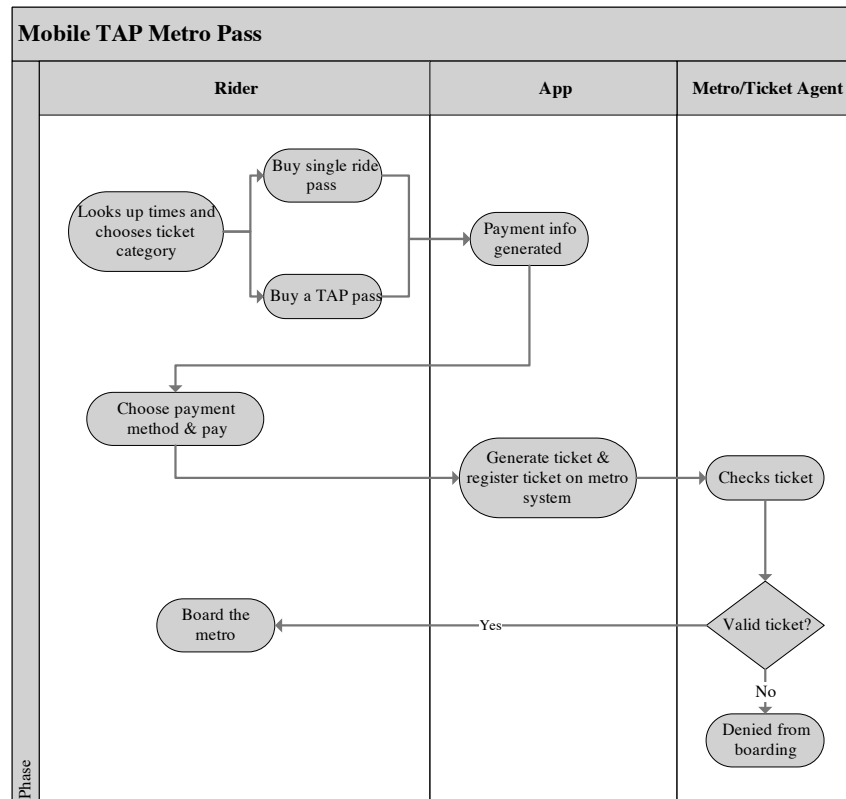 Mobile TAP Metro Pass
Rider
App
Metro/Ticket Agent
Buy single ride
pass
Looks up times and
chooses ticket
category
Payment info
generated
Buy a TAP pass
Choose payment
method & pay
Generate ticket &
register ticket on metro
system
Checks ticket
Board the
metro
Yes
Valid ticket?
No
Denied from
boarding
Phase